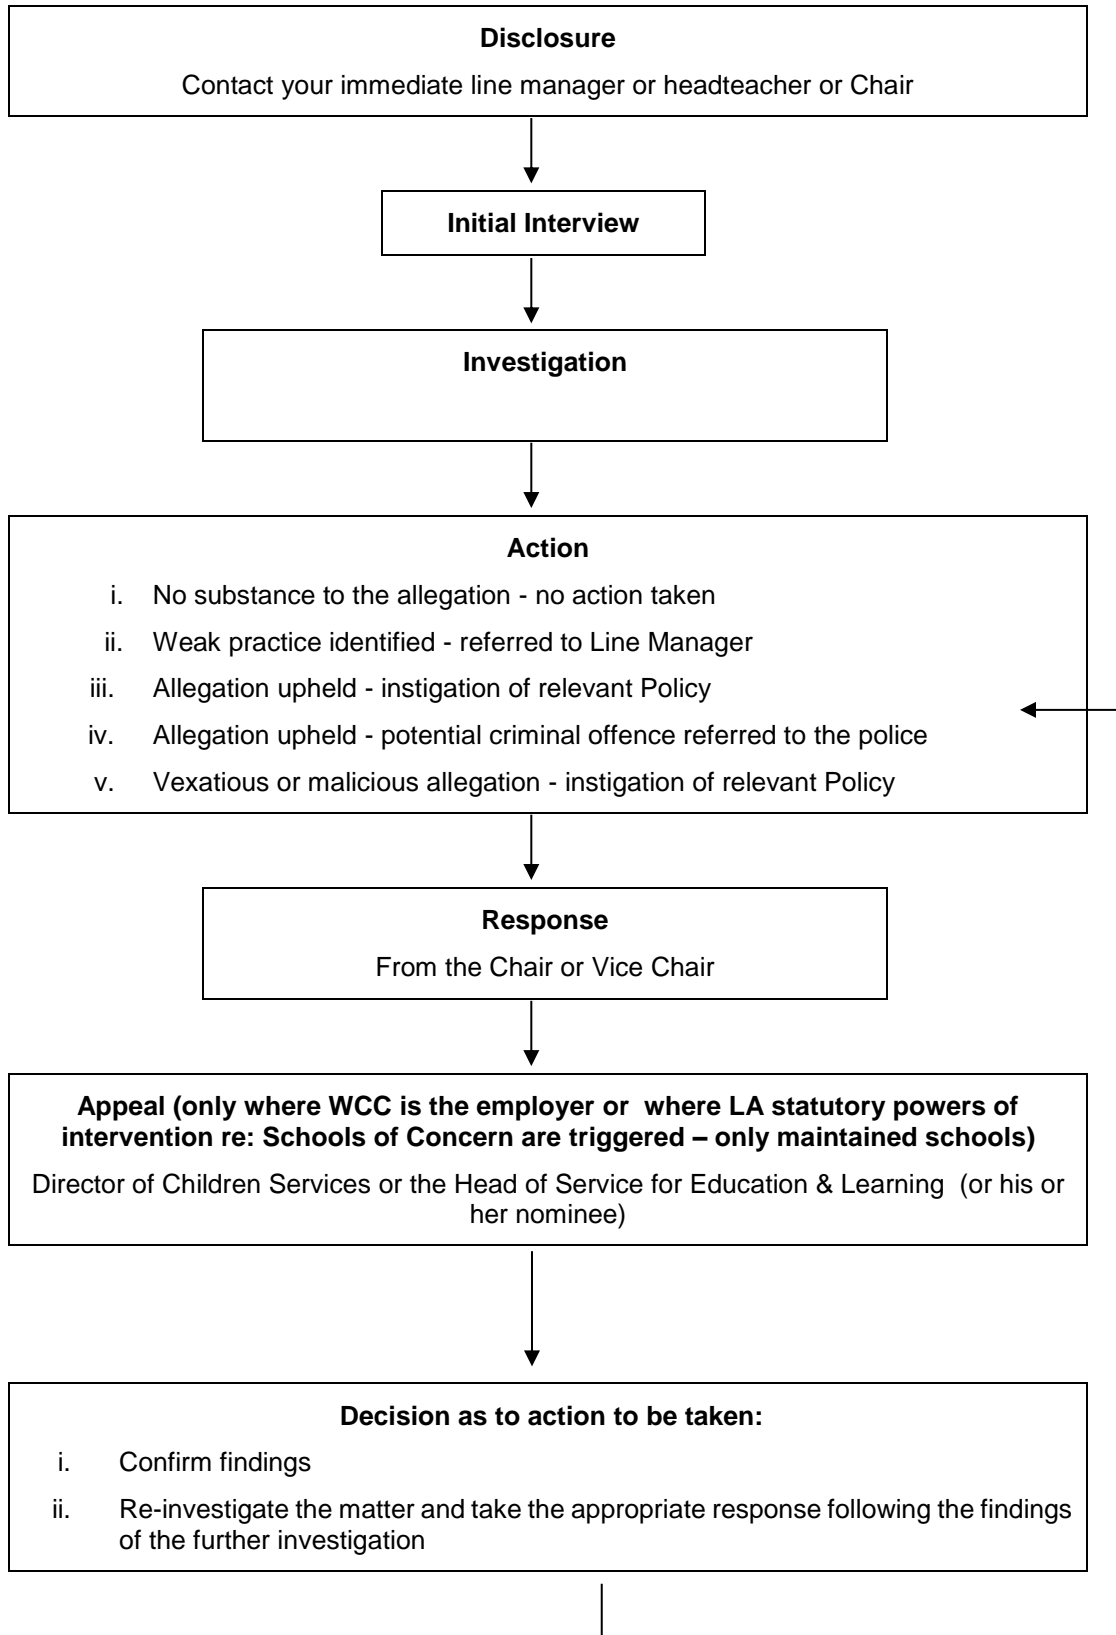 Disclosure
Contact your immediate line manager or headteacher or Chair
Initial Interview
Investigation
Action
i. No substance to the allegation - no action taken
ii. Weak practice identified - referred to Line Manager
iii. Allegation upheld - instigation of relevant Policy
iv. Allegation upheld - potential criminal offence referred to the police
v. Vexatious or malicious allegation - instigation of relevant Policy
Response
From the Chair or Vice Chair
Appeal (only where WCC is the employer or where LA statutory powers of
intervention re: Schools of Concern are triggered – only maintained schools)
Director of Children Services or the Head of Service for Education & Learning (or his or
her nominee)
Decision as to action to be taken:
i. Confirm findings
ii. Re-investigate the matter and take the appropriate response following the findings
of the further investigation